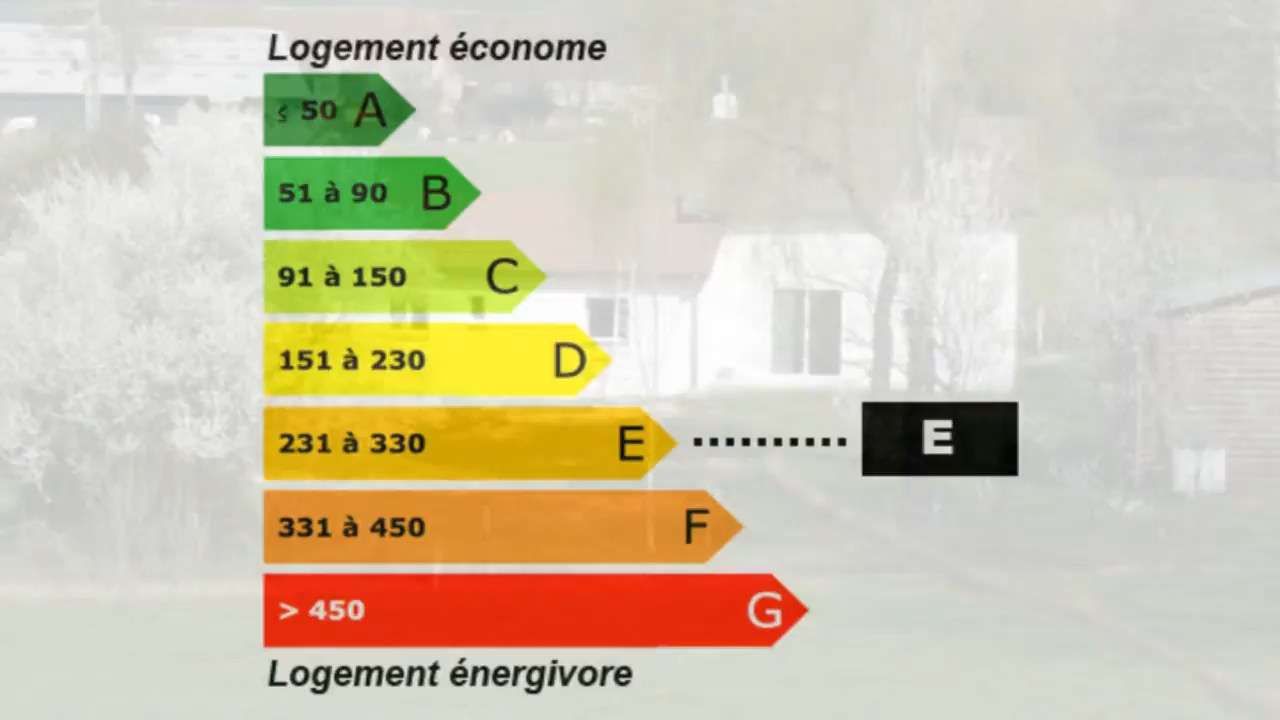 Logement économe
≤ 50 A
51 à 90 B
91 à 150 C
151 à 230 D
231 à 330 E E
331 à 450 F
> 450 G
Logement énergivore